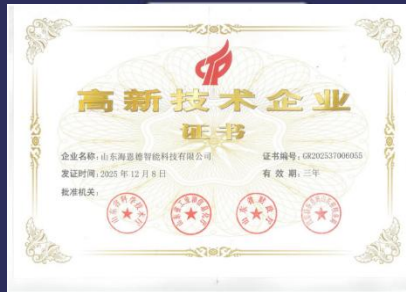 高新技术企业
证书
企业名称：山东海惠德智能科技有限公司
证书编号：GR202537006055
发证时间：2025年12月8日
有效期：三年
批准机关：